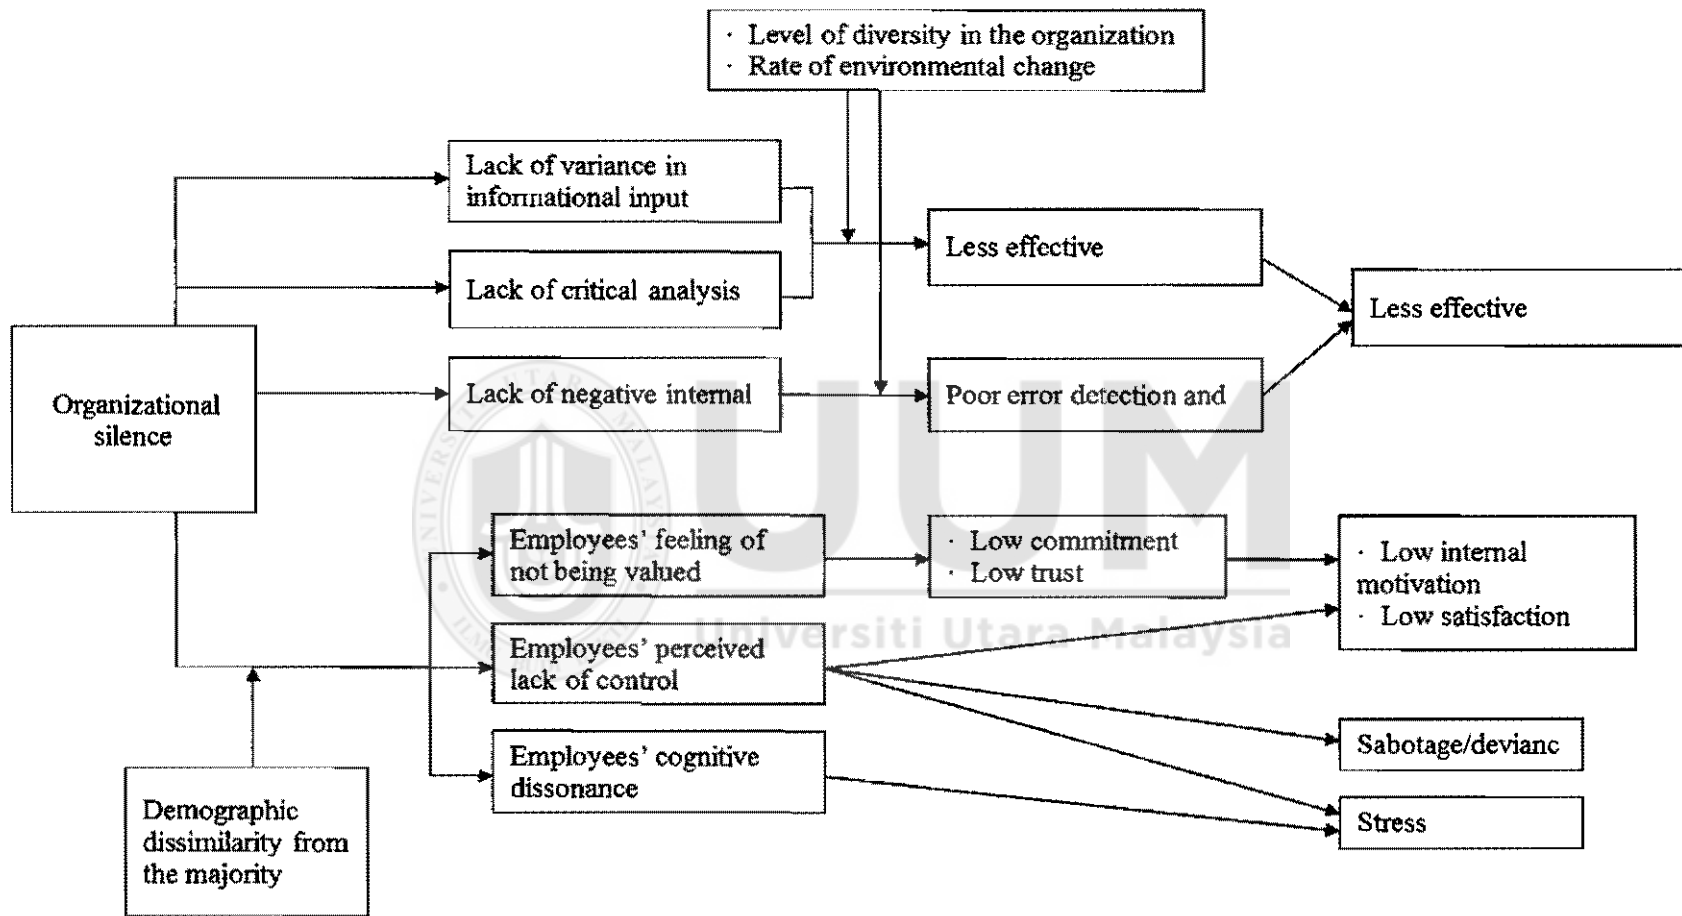 · Level of diversity in the organization
· Rate of environmental change
Lack of variance in
informational input
Less effective
Lack of critical analysis
Less effective
Organizational
silence
Lack of negative internal
Poor error detection and
Employees’ feeling of
not being valued
· Low commitment
· Low trust
· Low internal
motivation
· Low satisfaction
Employees’ perceived
lack of control
Employees’ cognitive
dissonance
Sabotage/devianc
Stress
Demographic
dissimilarity from
the majority
UUM
Universiti Utara Malaysia